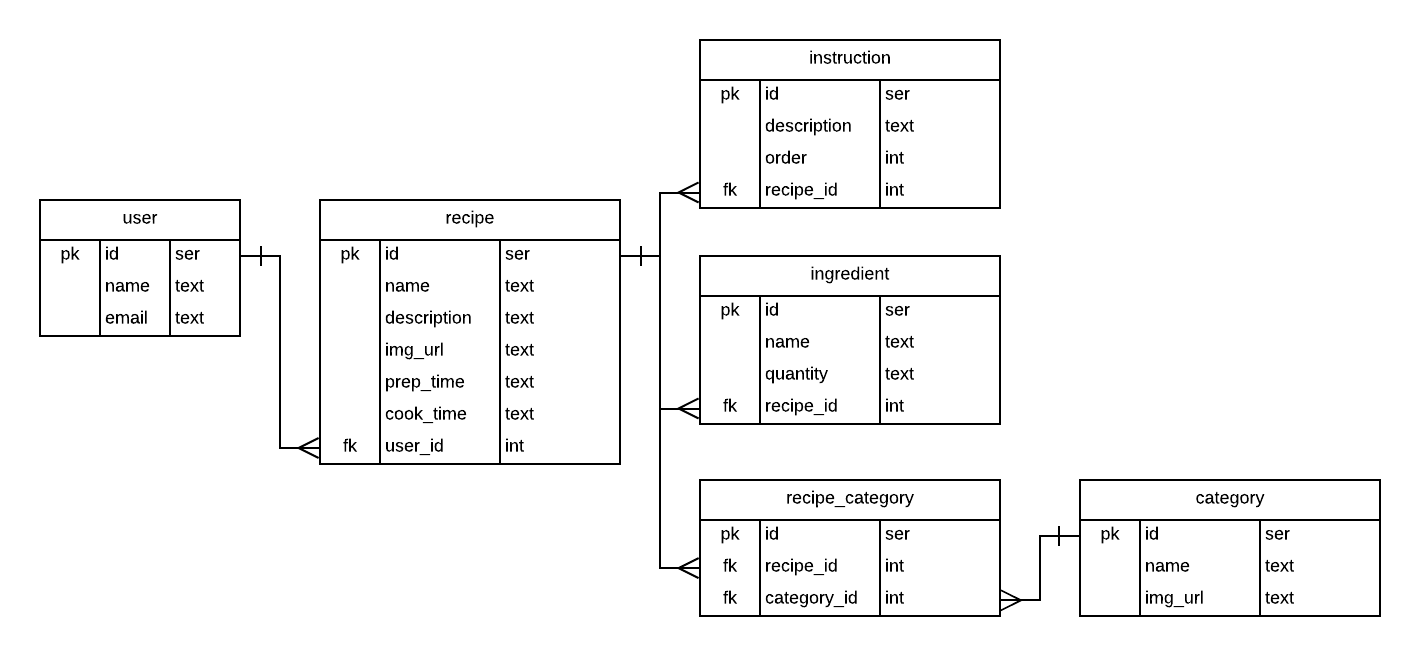 user
pk id ser
name text
email text
recipe
pk id ser
name text
description text
img_url text
prep_time text
cook_time text
fk user_id int
instruction
pk id ser
description text
order int
fk recipe_id int
ingredient
pk id ser
name text
quantity text
fk recipe_id int
recipe_category
pk id ser
fk recipe_id int
fk category_id int
category
pk id ser
name text
img_url text